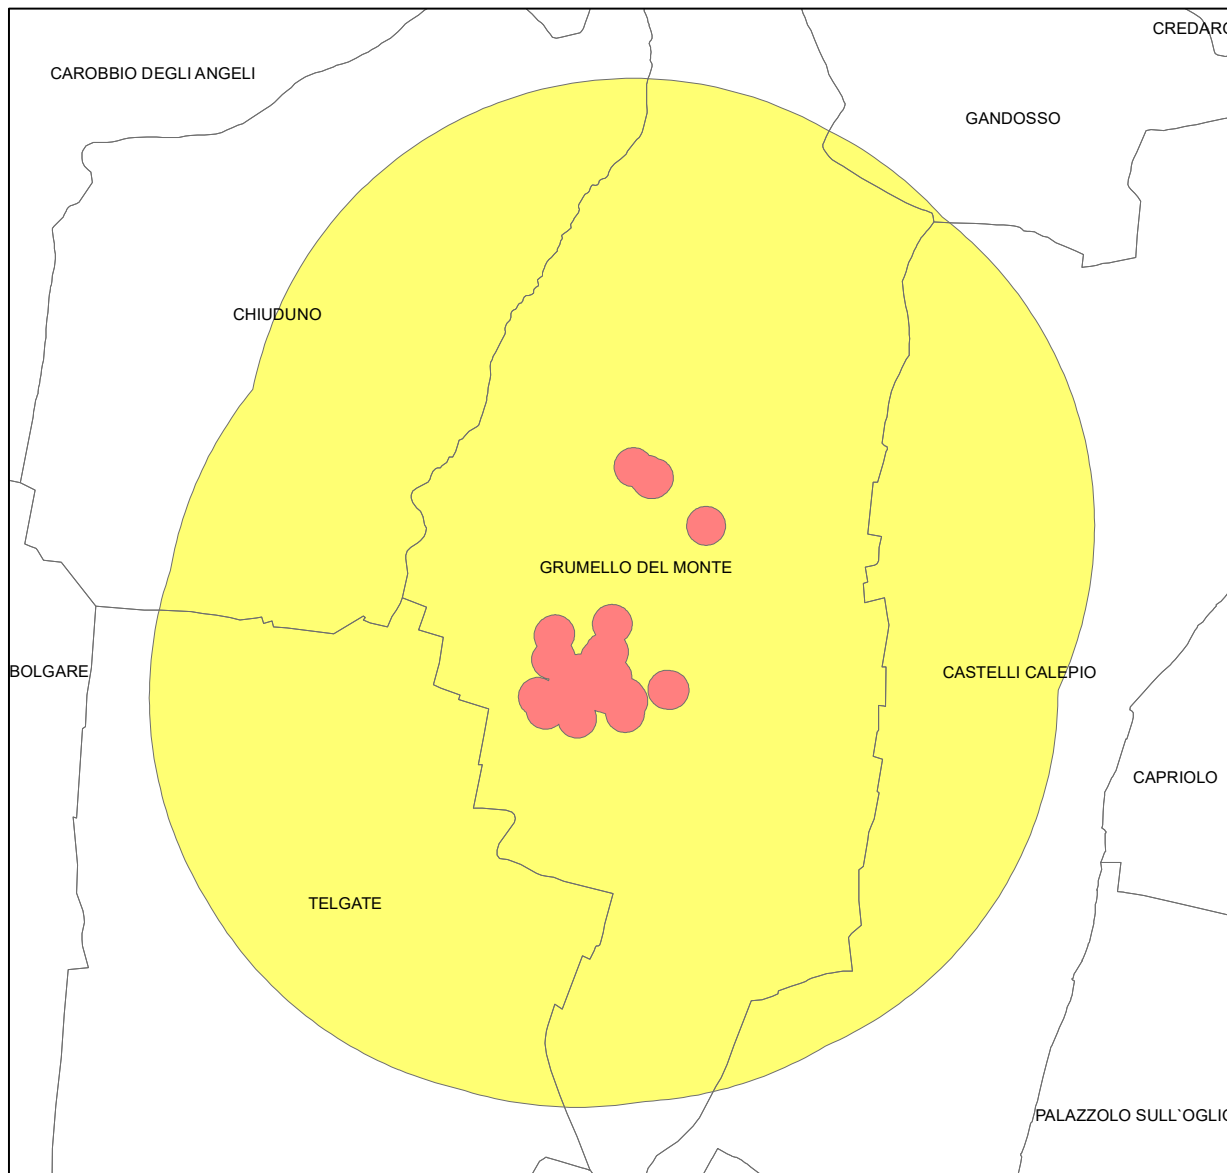 CREDARO
CAROBBIO DEGLI ANGELI
GANDOSSO
CHIUDUNO
GRUMELLO DEL MONTE
BOLGARE
CASTELLI CALEPIO
CAPRIOLO
TELGATE
PALAZZOLO SULL`OGLIO